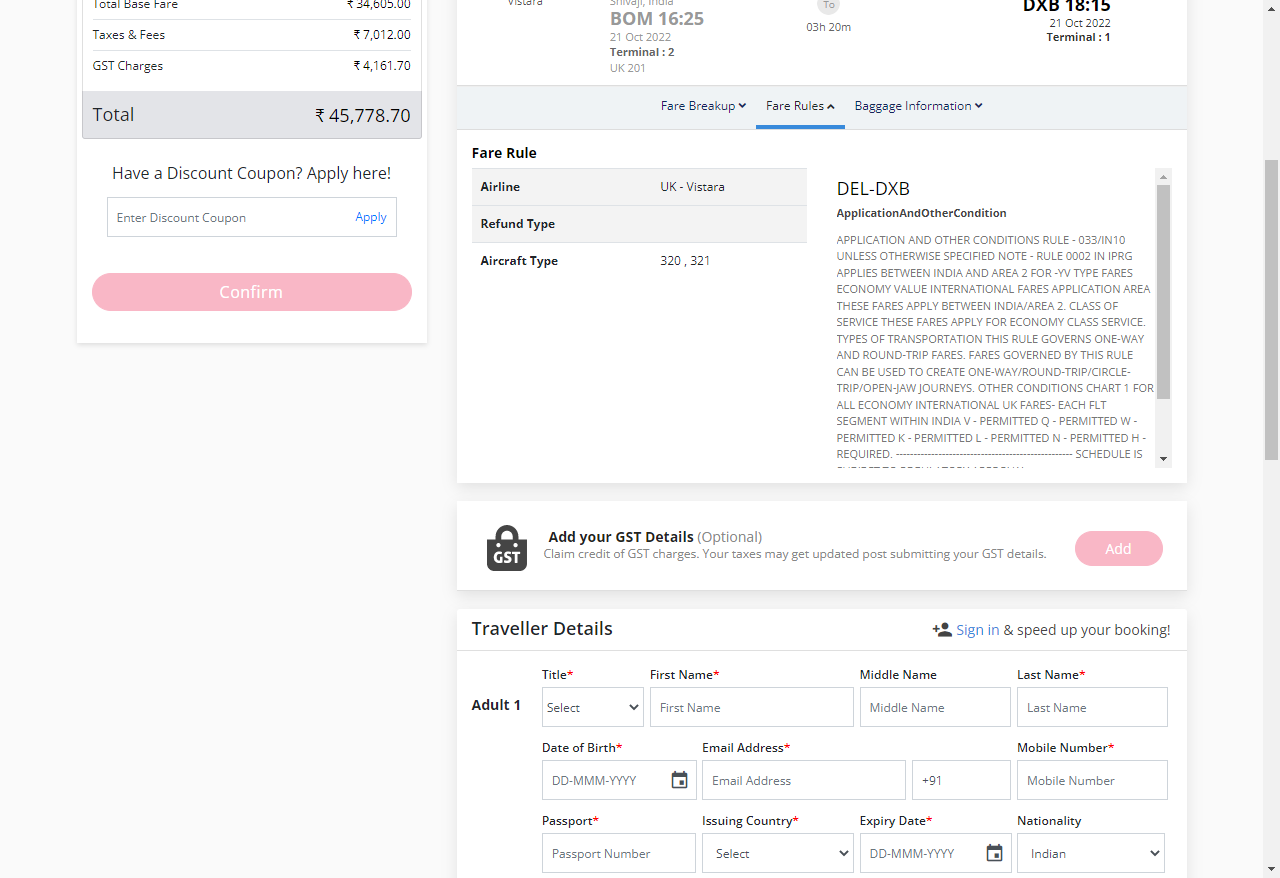 Total Base Fare ₹ 34,605.00
Taxes & Fees ₹ 7,012.00
GST Charges ₹ 4,161.70
Total ₹ 45,778.70
Have a Discount Coupon? Apply here!
Enter Discount Coupon Apply
Confirm
Vistara
Shivaji, India
BOM 16:25
21 Oct 2022
Terminal : 2
UK 201
To
03h 20m
DXB 18:15
21 Oct 2022
Terminal : 1
Fare Breakup Fare Rules Baggage Information
Fare Rule
Airline UK - Vistara
Refund Type
Aircraft Type 320 , 321
DEL-DXB
ApplicationAndOtherCondition
APPLICATION AND OTHER CONDITIONS RULE - 033/IN10
UNLESS OTHERWISE SPECIFIED NOTE - RULE 0002 IN IPRG
APPLIES BETWEEN INDIA AND AREA 2 FOR -YV TYPE FARES
ECONOMY VALUE INTERNATIONAL FARES APPLICATION AREA
THESE FARES APPLY BETWEEN INDIA/AREA 2. CLASS OF
SERVICE THESE FARES APPLY FOR ECONOMY CLASS SERVICE.
TYPES OF TRANSPORTATION THIS RULE GOVERNS ONE-WAY
AND ROUND-TRIP FARES. FARES GOVERNED BY THIS RULE
CAN BE USED TO CREATE ONE-WAY/ROUND-TRIP/CIRCLE-
TRIP/OPEN-JAW JOURNEYS. OTHER CONDITIONS CHART 1 FOR
ALL ECONOMY INTERNATIONAL UK FARES- EACH FLT
SEGMENT WITHIN INDIA V - PERMITTED Q - PERMITTED W -
PERMITTED K - PERMITTED L - PERMITTED N - PERMITTED H -
REQUIRED. -------------------------------------------------- SCHEDULE IS
GST
Add your GST Details (Optional)
Claim credit of GST charges. Your taxes may get updated post submitting your GST details.
Add
Traveller Details
Sign in & speed up your booking!
Adult 1
Title* First Name* Middle Name Last Name*
Select First Name Middle Name Last Name
Date of Birth* Email Address* Mobile Number*
DD-MMM-YYYY Email Address +91 Mobile Number
Passport* Issuing Country* Expiry Date* Nationality
Passport Number Select DD-MMM-YYYY Indian